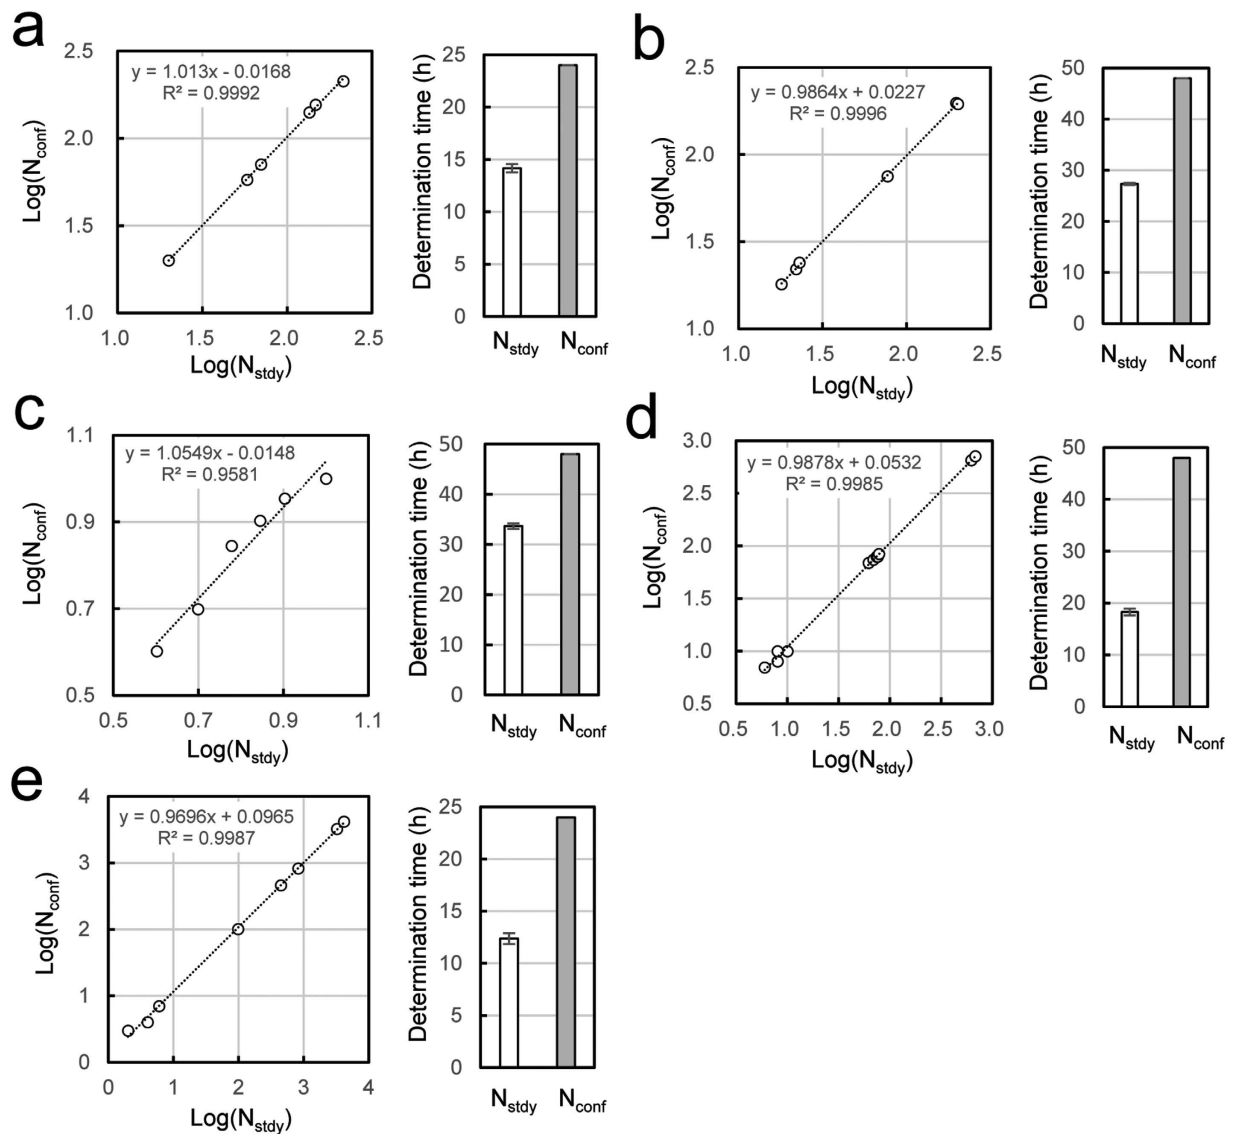 a
2.5
2.0
1.5
1.0
y = 1.013x - 0.0168
R² = 0.9992
Log(Nconf)
1.0 1.5 2.0 2.5
Log(Nstdy)
Determination time (h)
25
20
15
10
5
0
Nstdy Nconf
b
2.5
2.0
1.5
1.0
y = 0.9864x + 0.0227
R² = 0.9996
Log(Nconf)
1.0 1.5 2.0 2.5
Log(Nstdy)
Determination time (h)
50
40
30
20
10
0
Nstdy Nconf
c
1.1
0.9
0.7
0.5
y = 1.0549x - 0.0148
R² = 0.9581
Log(Nconf)
0.5 0.7 0.9 1.1
Log(Nstdy)
Determination time (h)
50
40
30
20
10
0
Nstdy Nconf
d
3.0
2.5
2.0
1.5
1.0
0.5
y = 0.9878x + 0.0532
R² = 0.9985
Log(Nconf)
0.5 1.0 1.5 2.0 2.5 3.0
Log(Nstdy)
Determination time (h)
50
40
30
20
10
0
Nstdy Nconf
e
4
3
2
1
0
y = 0.9696x + 0.0965
R² = 0.9987
Log(Nconf)
0 1 2 3 4
Log(Nstdy)
Determination time (h)
25
20
15
10
5
0
Nstdy Nconf